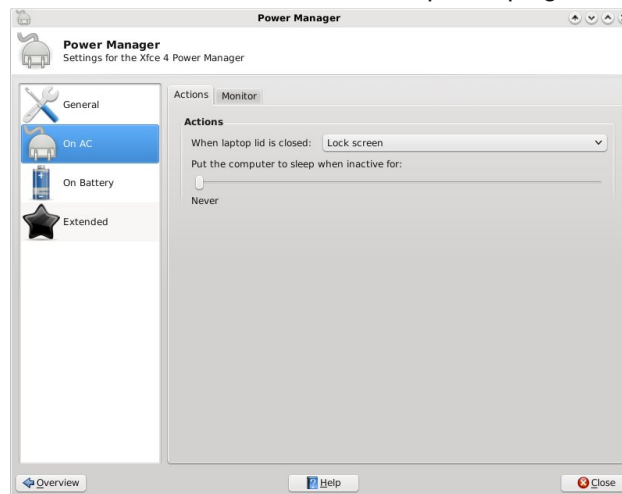 Power Manager
Power Manager
Settings for the Xfce 4 Power Manager
General
On AC
On Battery
Extended
Actions Monitor
Actions
When laptop lid is closed: Lock screen
Put the computer to sleep when inactive for:
Never
Overview Help Close